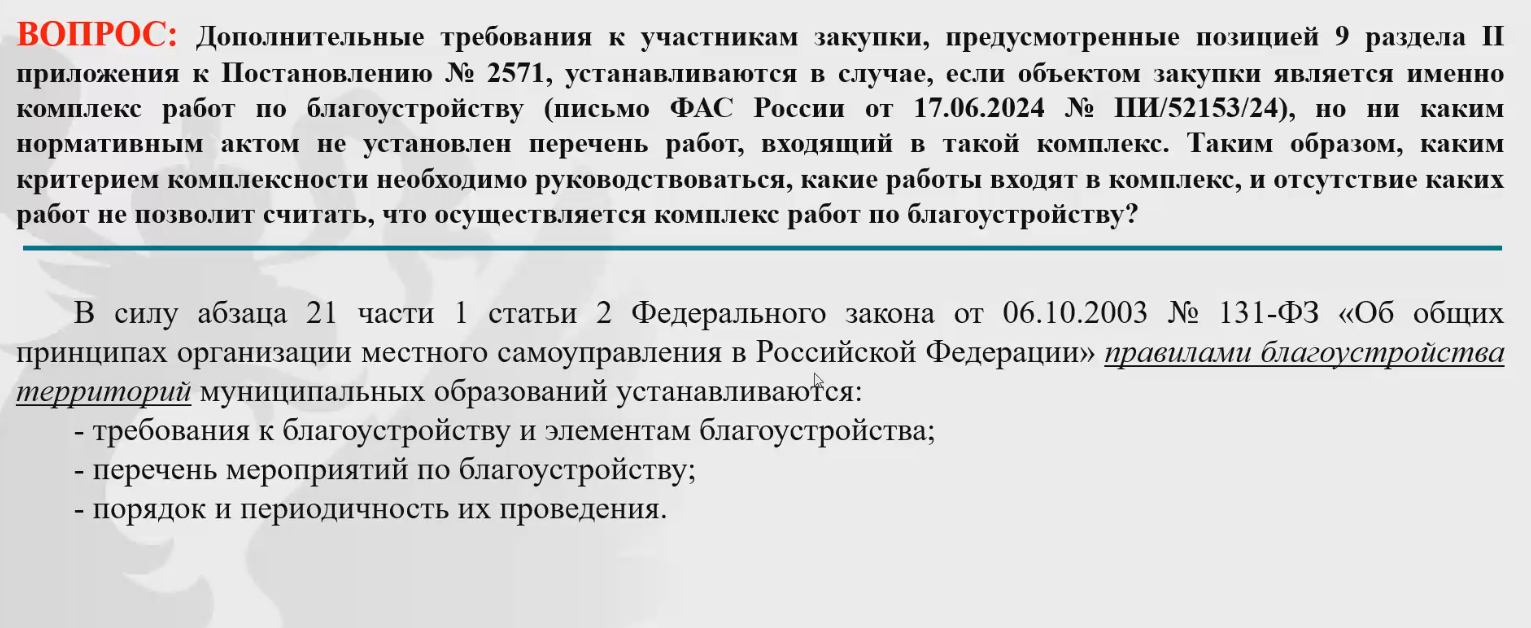 ВОПРОС: Дополнительные требования к участникам закупки, предусмотренные позицией 9 раздела II
приложения к Постановлению № 2571, устанавливаются в случае, если объектом закупки является именно
комплекс работ по благоустройству (письмо ФАС России от 17.06.2024 № ПИ/52153/24), но ни каким
нормативным актом не установлен перечень работ, входящий в такой комплекс. Таким образом, каким
критерием комплексности необходимо руководствоваться, какие работы входят в комплекс, и отсутствие каких
работ не позволит считать, что осуществляется комплекс работ по благоустройству?
В силу абзаца 21 части 1 статьи 2 Федерального закона от 06.10.2003 № 131-ФЗ «Об общих
принципах организации местного самоуправления в Российской Федерации» правилами благоустройства
территорий муниципальных образований устанавливаются:
- требования к благоустройству и элементам благоустройства;
- перечень мероприятий по благоустройству;
- порядок и периодичность их проведения.